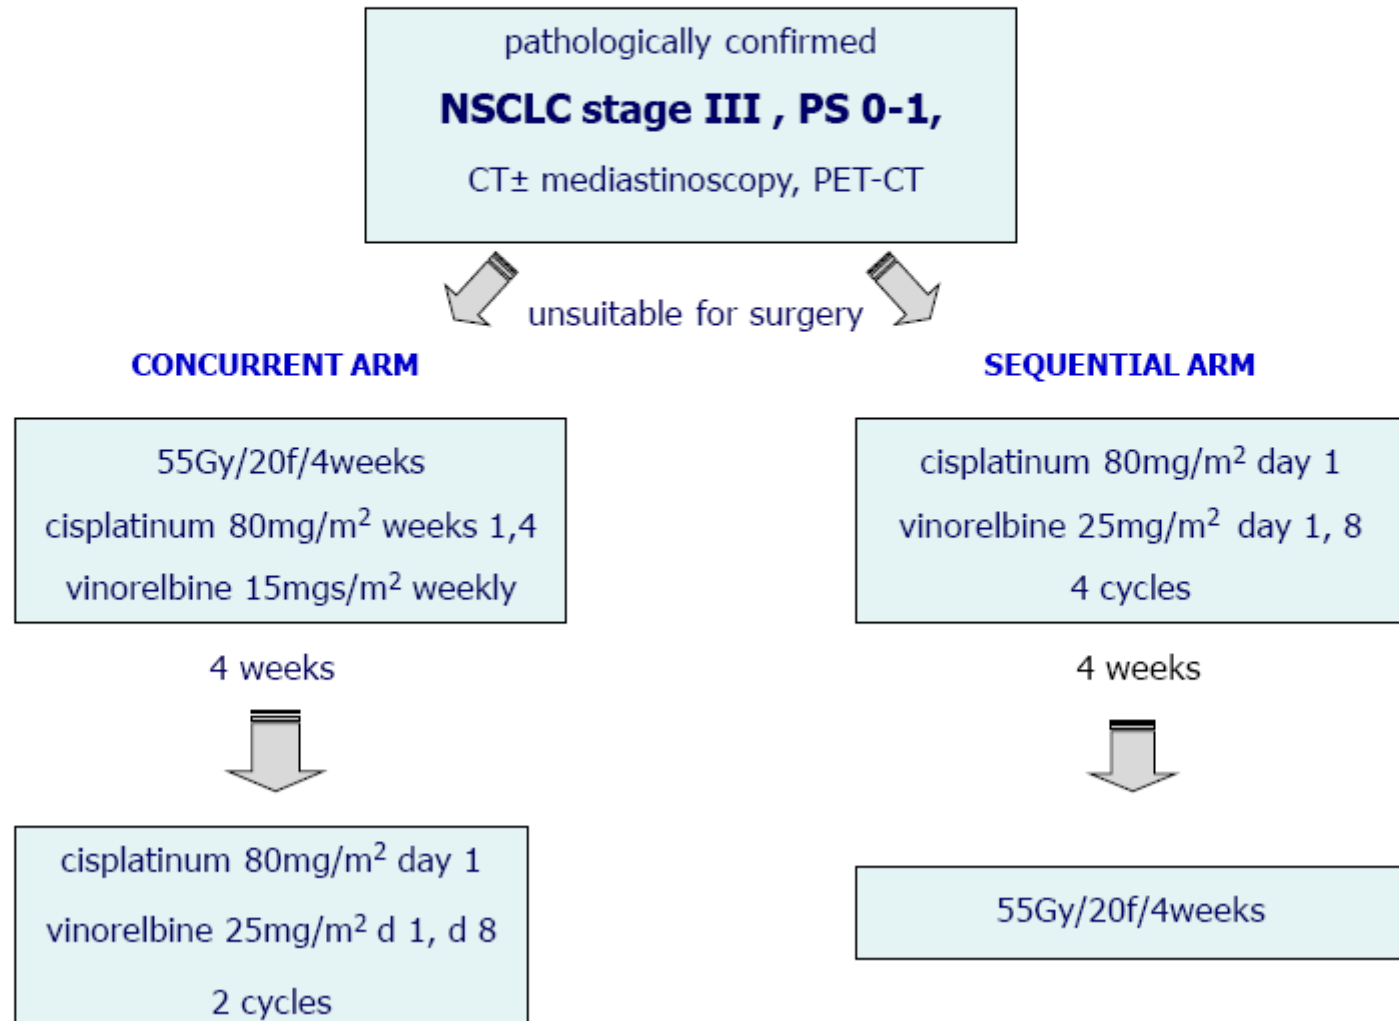 pathologically confirmed
NSCLC stage III , PS 0-1,
CT± mediastinoscopy, PET-CT
unsuitable for surgery
CONCURRENT ARM
55Gy/20f/4weeks
cisplatinum 80mg/m² weeks 1,4
vinorelbine 15mgs/m² weekly
4 weeks
cisplatinum 80mg/m² day 1
vinorelbine 25mg/m² d 1, d 8
2 cycles
SEQUENTIAL ARM
cisplatinum 80mg/m² day 1
vinorelbine 25mg/m² day 1, 8
4 cycles
4 weeks
55Gy/20f/4weeks